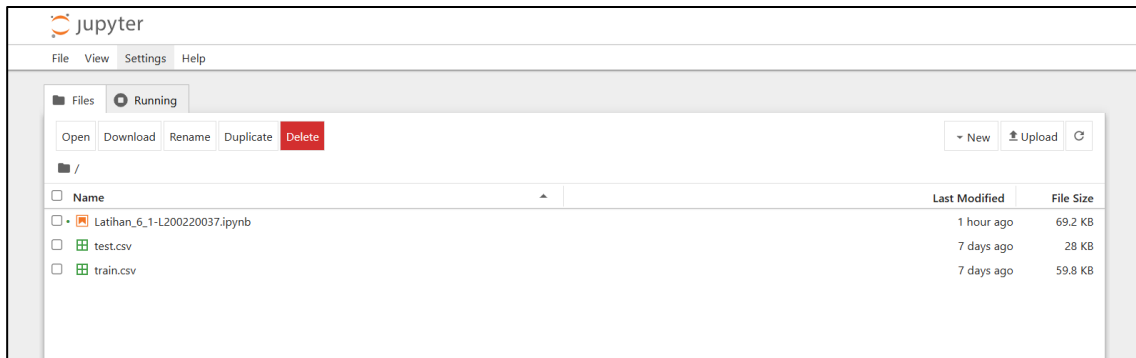 jupyter
File View Settings Help
Files Running
Open Download Rename Duplicate Delete New Upload
/
Name Last Modified File Size
Latihan_6_1-L200220037.ipynb 1 hour ago 69.2 KB
test.csv 7 days ago 28 KB
train.csv 7 days ago 59.8 KB